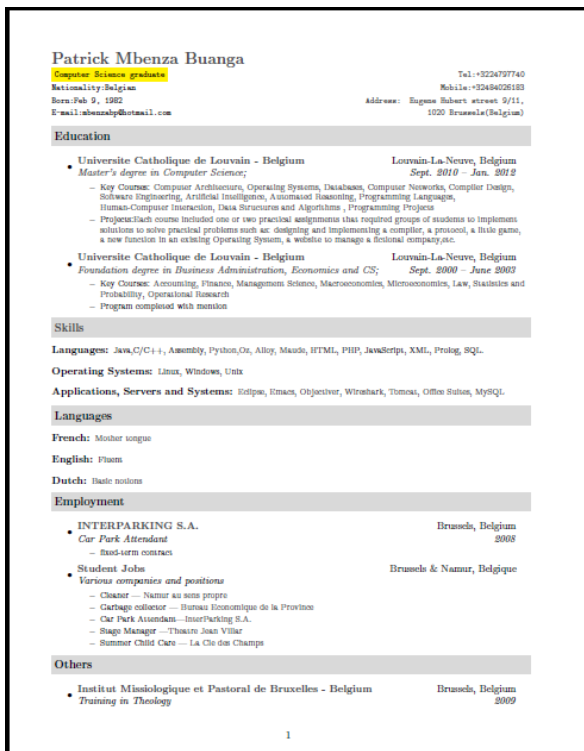 Patrick Mbenza Buanga
Computer Science graduate Tel:+3224797740
Nationality:Belgian Mobile:+32484026183
Born:Feb 9, 1982 Address: Eugene Hubert street 9/11,
E-mail:mbenzabp@hotmail.com 1020 Brussels(Belgium)
Education
• Universite Catholique de Louvain - Belgium Louvain-La-Neuve, Belgium
Master's degree in Computer Science; Sept. 2010 – Jan. 2012
– Key Courses: Computer Architecture, Operating Systems, Databases, Computer Networks, Compiler Design,
Software Engineering, Artificial Intelligence, Automated Reasoning, Programming Languages,
Human-Computer Interaction, Data Structures and Algorithms , Programming Projects
– Projects:Each course included one or two practical assignments that required groups of students to implement
solutions to solve practical problems such as: designing and implementing a compiler, a protocol, a little game,
a new function in an existing Operating System, a website to manage a fictional company,etc.
• Universite Catholique de Louvain - Belgium Louvain-La-Neuve, Belgium
Foundation degree in Business Administration, Economics and CS; Sept. 2000 – June 2003
– Key Courses: Accounting, Finance, Management Science, Macroeconomics, Microeconomics, Law, Statistics and
Probability, Operational Research
– Program completed with mention
Skills
Languages: Java,C/C++, Assembly, Python,Oz, Alloy, Maude, HTML, PHP, JavaScript, XML, Prolog, SQL.
Operating Systems: Linux, Windows, Unix
Applications, Servers and Systems: Eclipse, Emacs, Objectiver, Wireshark, Tomcat, Office Suites, MySQL
Languages
French: Mother tongue
English: Fluent
Dutch: Basic notions
Employment
• INTERPARKING S.A. Brussels, Belgium
Car Park Attendant 2008
– fixed-term contract
• Student Jobs Brussels & Namur, Belgique
Various companies and positions
– Cleaner — Namur au sens propre
– Garbage collector — Bureau Economique de la Province
– Car Park Attendant—InterParking S.A.
– Stage Manager —Theatre Jean Vilar
– Summer Child Care — La Cle des Champs
Others
• Institut Missiologique et Pastoral de Bruxelles - Belgium Brussels, Belgium
Training in Theology 2009
1